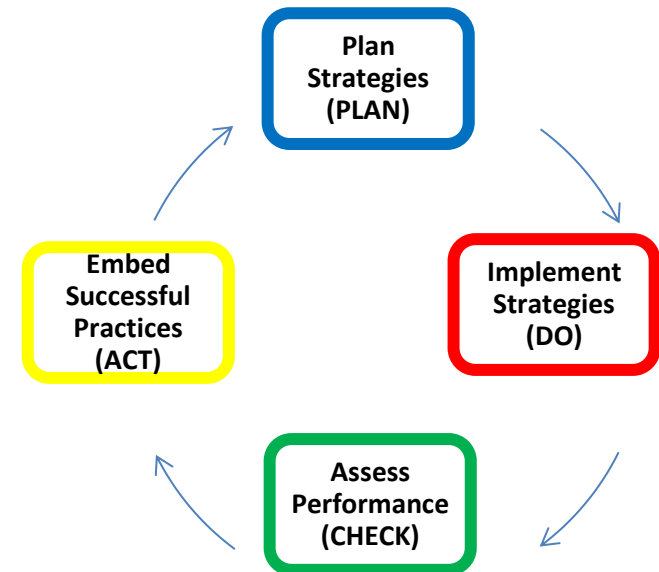 Plan
Strategies
(PLAN)
Implement
Strategies
(DO)
Assess
Performance
(CHECK)
Embed
Successful
Practices
(ACT)